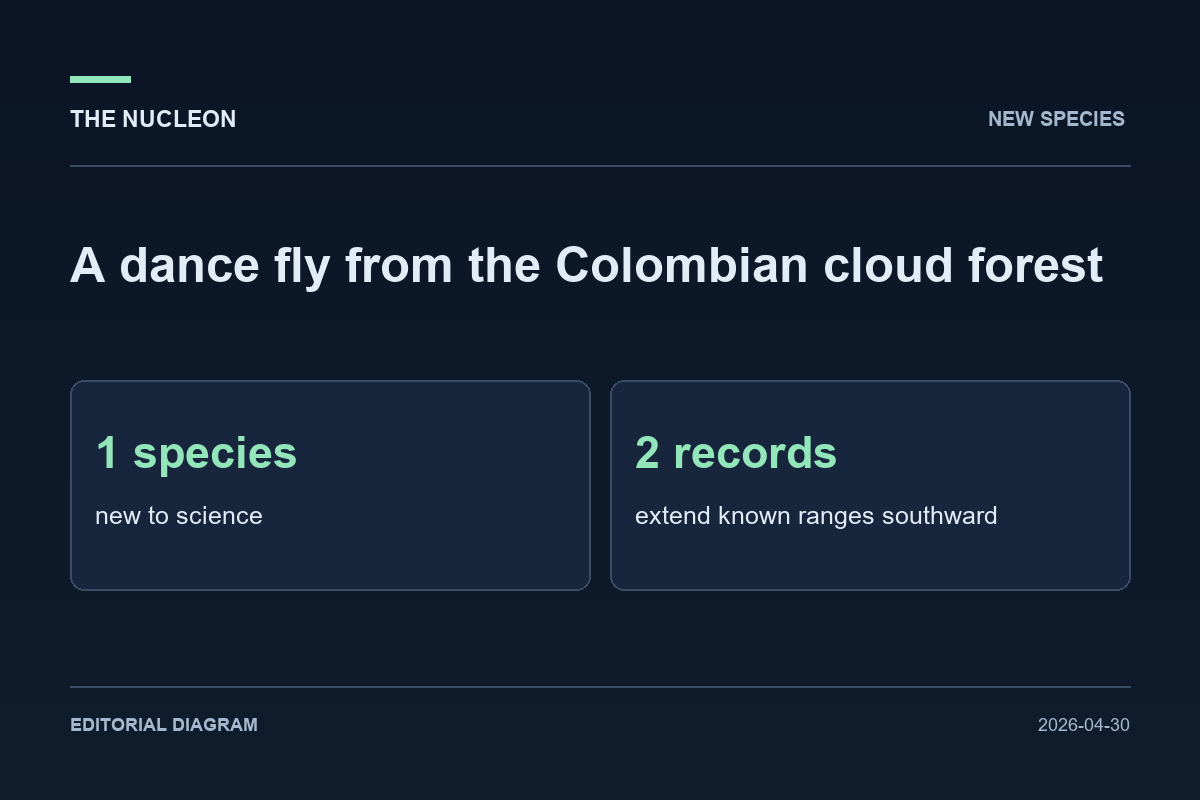 THE NUCLEON
NEW SPECIES
A dance fly from the Colombian cloud forest
1 species
new to science
2 records
extend known ranges southward
EDITORIAL DIAGRAM
2026-04-30